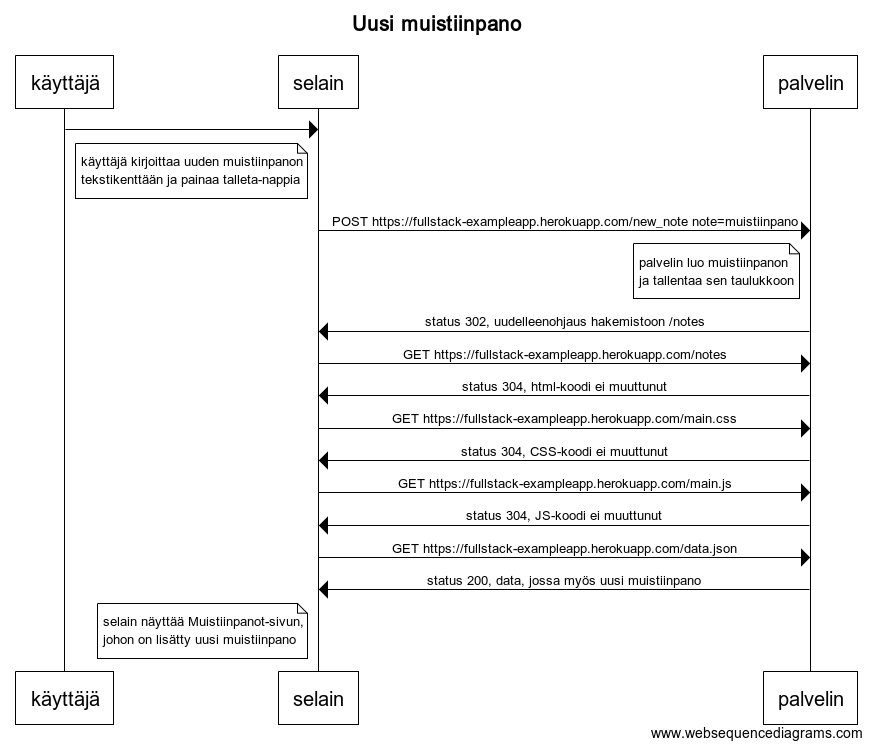 Uusi muistiinpano
käyttäjä
selain
palvelin
käyttäjä kirjoittaa uuden muistiinpanon
tekstikenttään ja painaa talleta-nappia
POST https://fullstack-exampleapp.herokuapp.com/new_note note=muistiinpano
palvelin luo muistiinpanon
ja tallentaa sen taulukkoon
status 302, uudelleenohjaus hakemistoon /notes
GET https://fullstack-exampleapp.herokuapp.com/notes
status 304, html-koodi ei muuttunut
GET https://fullstack-exampleapp.herokuapp.com/main.css
status 304, CSS-koodi ei muuttunut
GET https://fullstack-exampleapp.herokuapp.com/main.js
status 304, JS-koodi ei muuttunut
GET https://fullstack-exampleapp.herokuapp.com/data.json
status 200, data, jossa myös uusi muistiinpano
selain näyttää Muistiinpanot-sivun,
johon on lisätty uusi muistiinpano
käyttäjä
selain
palvelin
www.websequencediagrams.com